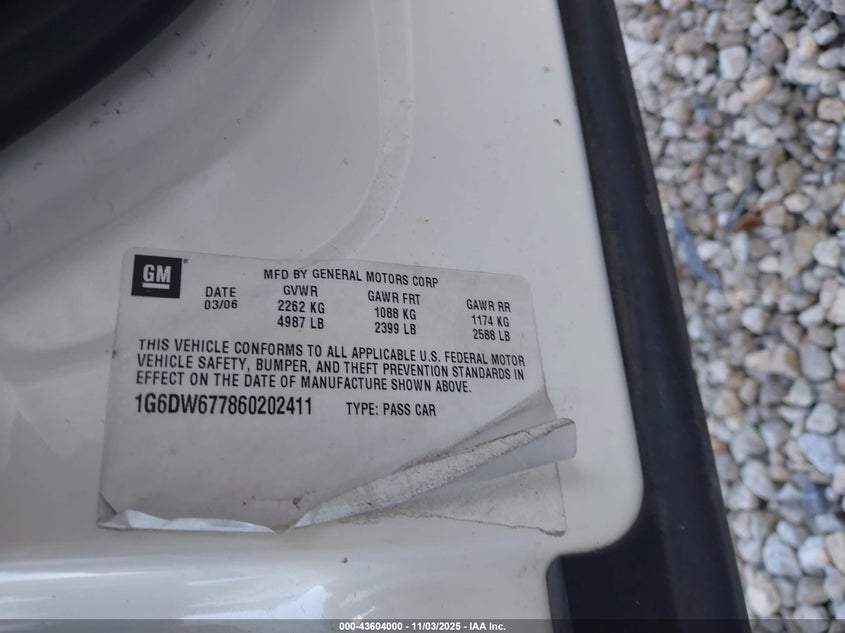 GM
MFD BY GENERAL MOTORS CORP
DATE GVWR GAWR FRT GAWR RR
03/06 2262 KG 1088 KG 1174 KG
4987 LB 2399 LB 2588 LB
THIS VEHICLE CONFORMS TO ALL APPLICABLE U.S. FEDERAL MOTOR
VEHICLE SAFETY, BUMPER, AND THEFT PREVENTION STANDARDS IN
EFFECT ON THE DATE OF MANUFACTURE SHOWN ABOVE.
1G6DW677860202411 TYPE: PASS CAR
000-43604000 - 11/03/2025 - IAA Inc.